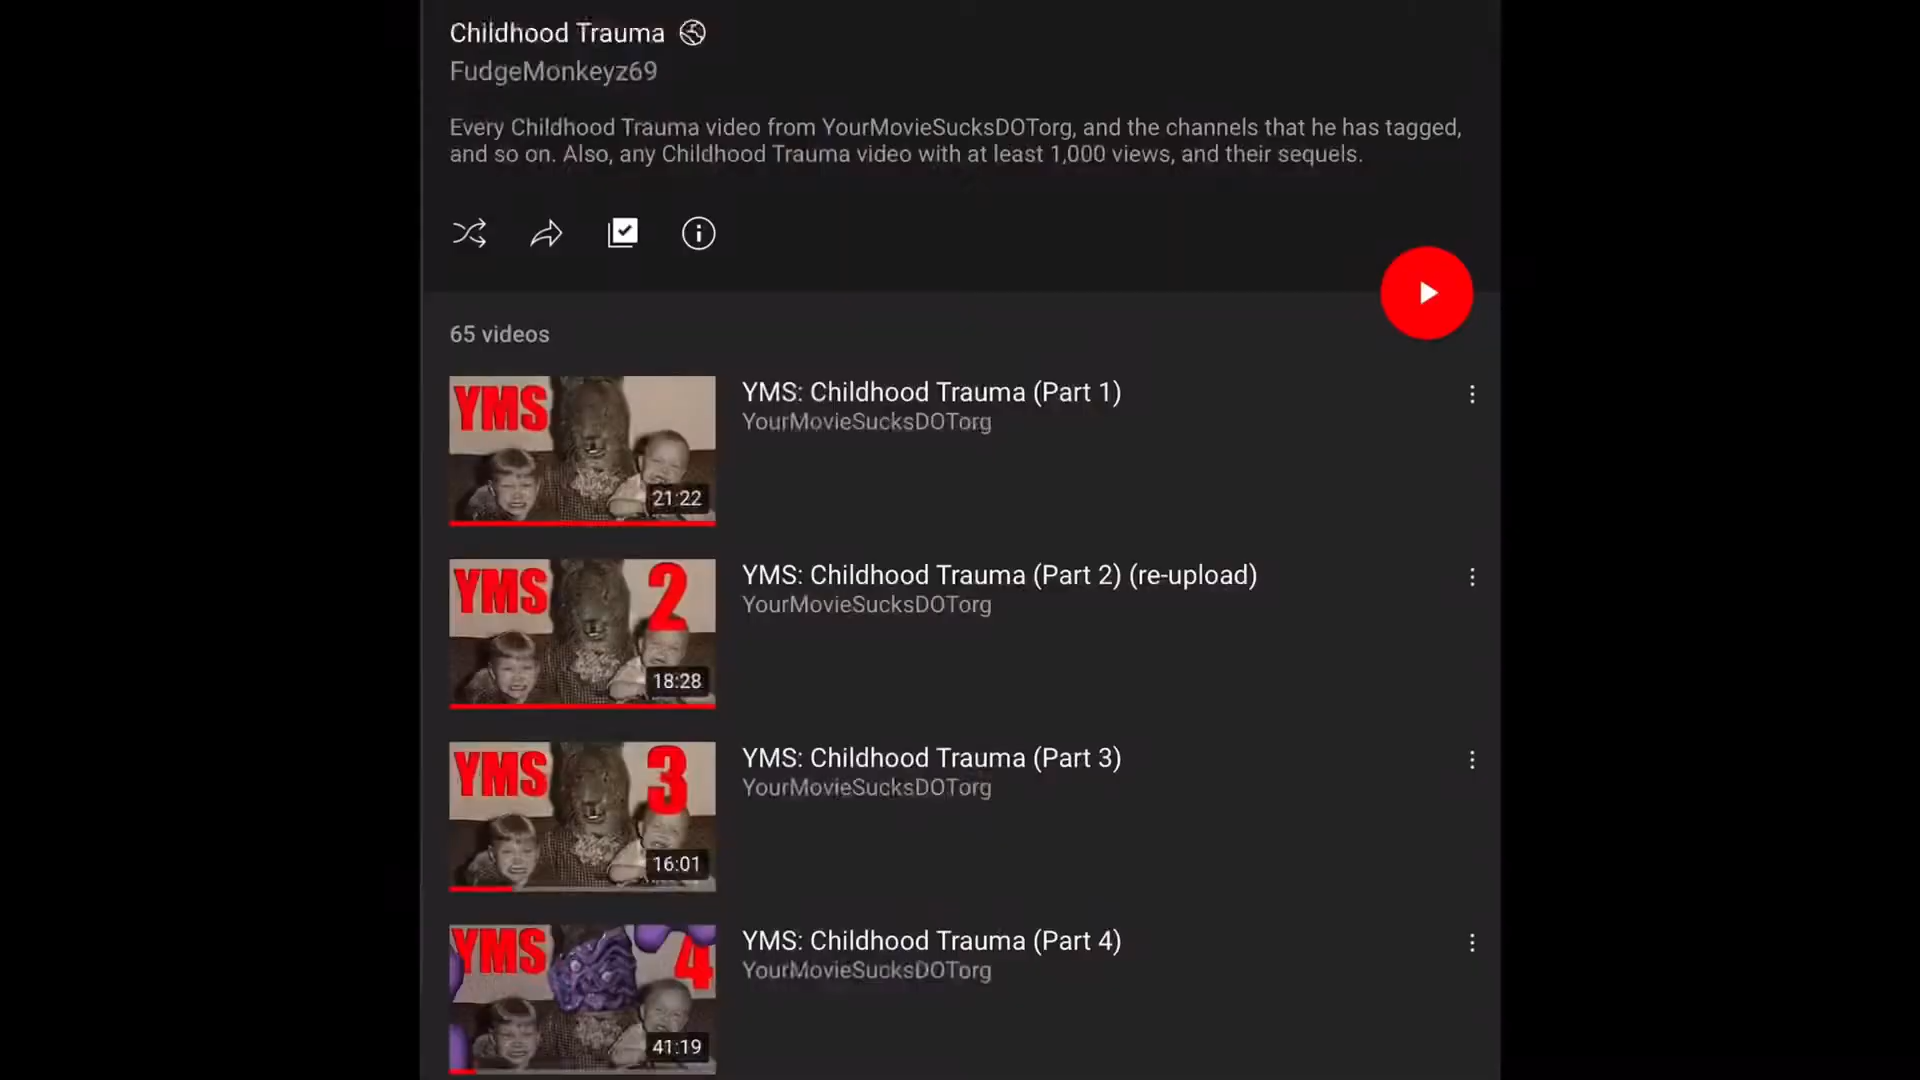 Childhood Trauma
FudgeMonkeyz69
Every Childhood Trauma video from YourMovieSucksDOTorg, and the channels that he has tagged,
and so on. Also, any Childhood Trauma video with at least 1,000 views, and their sequels.
65 videos
YMS
21:22
YMS: Childhood Trauma (Part 1)
YourMovieSucksDOTorg
YMS 2
18:28
YMS: Childhood Trauma (Part 2) (re-upload)
YourMovieSucksDOTorg
YMS 3
16:01
YMS: Childhood Trauma (Part 3)
YourMovieSucksDOTorg
YMS 4
41:19
YMS: Childhood Trauma (Part 4)
YourMovieSucksDOTorg